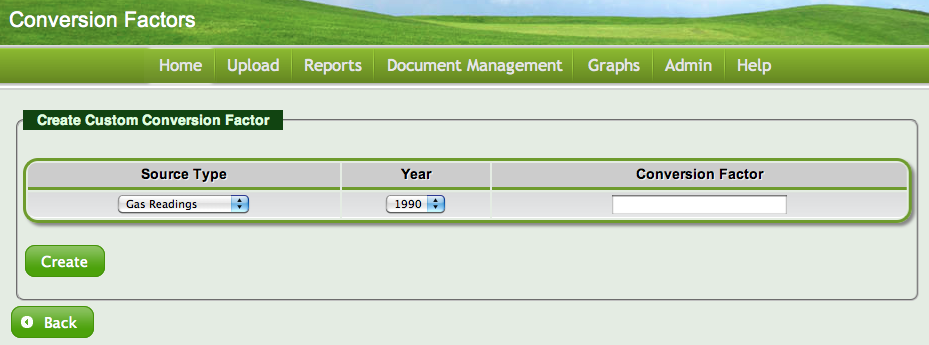 Conversion Factors
Home Upload Reports Document Management Graphs Admin Help
Create Custom Conversion Factor
Source Type Year Conversion Factor
Gas Readings 1990
Create
Back